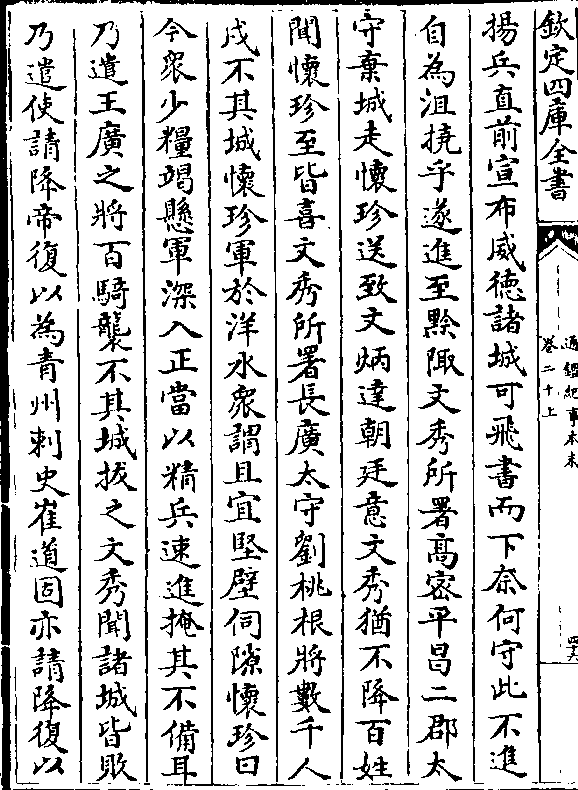 欽定四庫全書
通鑑紀事本末
卷二十上
四六
揚兵直前宣布威德諸城可飛書而下奈何守此不進
自為沮撓乎遂進至黔陬文秀所署高密平昌二郡太
守棄城走懷珍送致文炳達朝廷意文秀猶不降百姓
聞懷珍至皆喜文秀所署長廣太守劉桃根將數千人
戍不其城懷珍軍於洋水衆謂且宜堅壁伺隙懷珍曰
今衆少糧竭懸軍深入正當以精兵速進掩其不備耳
乃遣王廣之將百騎襲不其城拔之文秀聞諸城皆敗
乃遣使請降帝復以為青州刺史崔道固亦請降復以